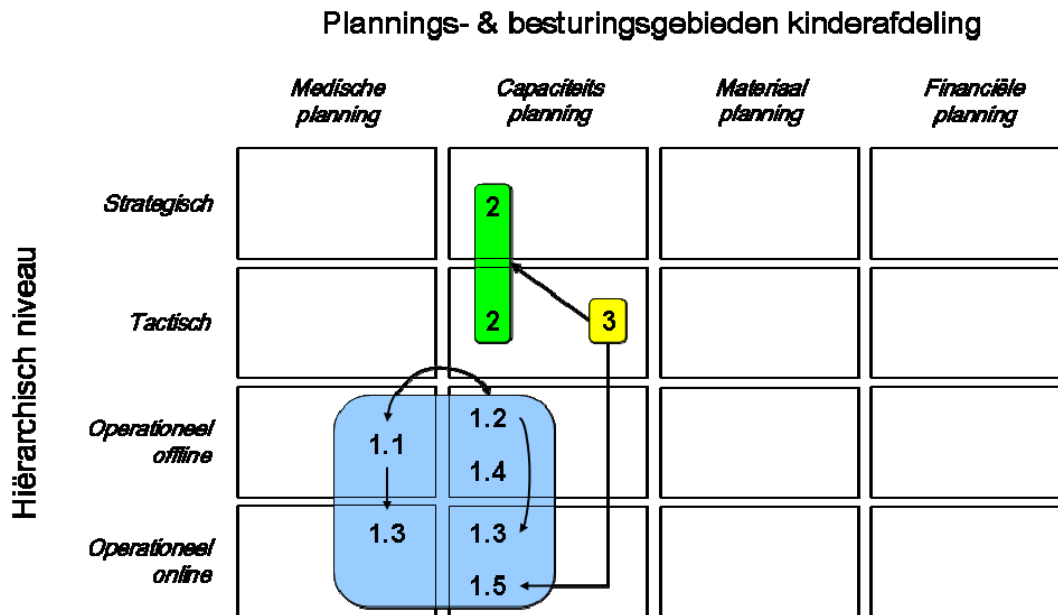 Plannings- & besturingsgebieden kinderafdeling
Medische
planning
Capaciteits
planning
Materiaal
planning
Financiële
planning
Hiërarchisch niveau
Strategisch
2
Tactisch
2
3
Operationeel
offline
1.1
1.2
1.4
Operationeel
online
1.3
1.3
1.5